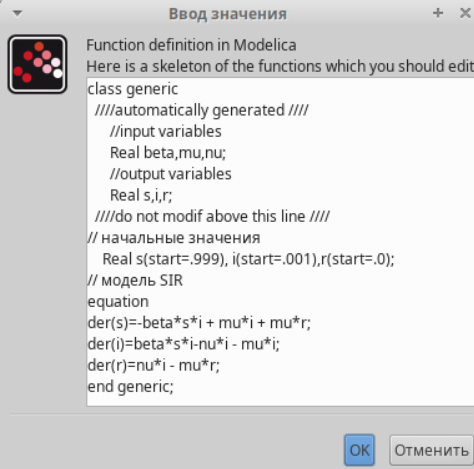 Ввод значения
Function definition in Modelica
Here is a skeleton of the functions which you should edit
class generic
////automatically generated ////
//input variables
Real beta,mu,nu;
//output variables
Real s,i,r;
////do not modif above this line ////
// начальные значения
Real s(start=.999), i(start=.001),r(start=.0);
// модель SIR
equation
der(s)=-beta*s*i + mu*i + mu*r;
der(i)=beta*s*i-nu*i - mu*i;
der(r)=nu*i - mu*r;
end generic;
OK
Отменить